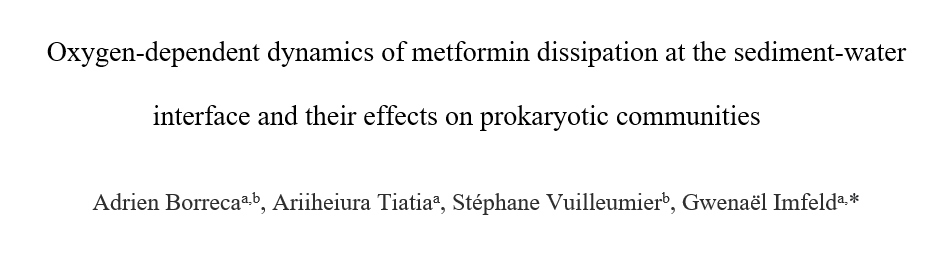 Oxygen-dependent dynamics of metformin dissipation at the sediment-water
interface and their effects on prokaryotic communities
Adrien Borrecaᵃ,ᵇ, Ariiheiura Tiatiaᵃ, Stéphane Vuilleumierᵇ, Gwenaël Imfeldᵃ,*